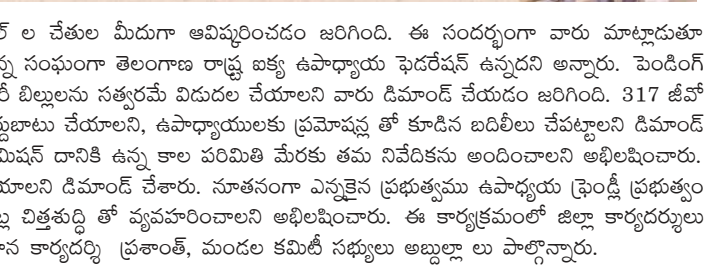 ల చేతుల మీదుగా ఆవిష్కరించడం జరిగింది. ఈ సందర్భంగా వారు మాట్లాడుతూ
సంఘంగా తెలంగాణ రాష్ట్ర ఐక్య ఉపాధ్యాయ ఫెడరేషన్ ఉన్నదని అన్నారు. పెండింగ్
బిల్లులను సత్వరమే విడుదల చేయాలని వారు డిమాండ్ చేయడం జరిగింది. 317 జీవో
చేయాలని, ఉపాధ్యాయులకు ప్రమోషన్ల తో కూడిన బదిలీలు చేపట్టాలని డిమాండ్
దానికి ఉన్న కాల పరిమితి మేరకు తమ నివేదికను అందించాలని అభిలషించారు.
డిమాండ్ చేశారు. నూతనంగా ఎన్నికైన ప్రభుత్వము ఉపాధ్యయ ఫ్రెండ్లీ ప్రభుత్వం
చిత్తశుద్ధి తో వ్యవహరించాలని అభిలషించారు. ఈ కార్యక్రమంలో జిల్లా కార్యదర్శులు
కార్యదర్శి ప్రశాంత్, మండల కమిటీ సభ్యులు అబ్దుల్లా లు పాల్గొన్నారు.